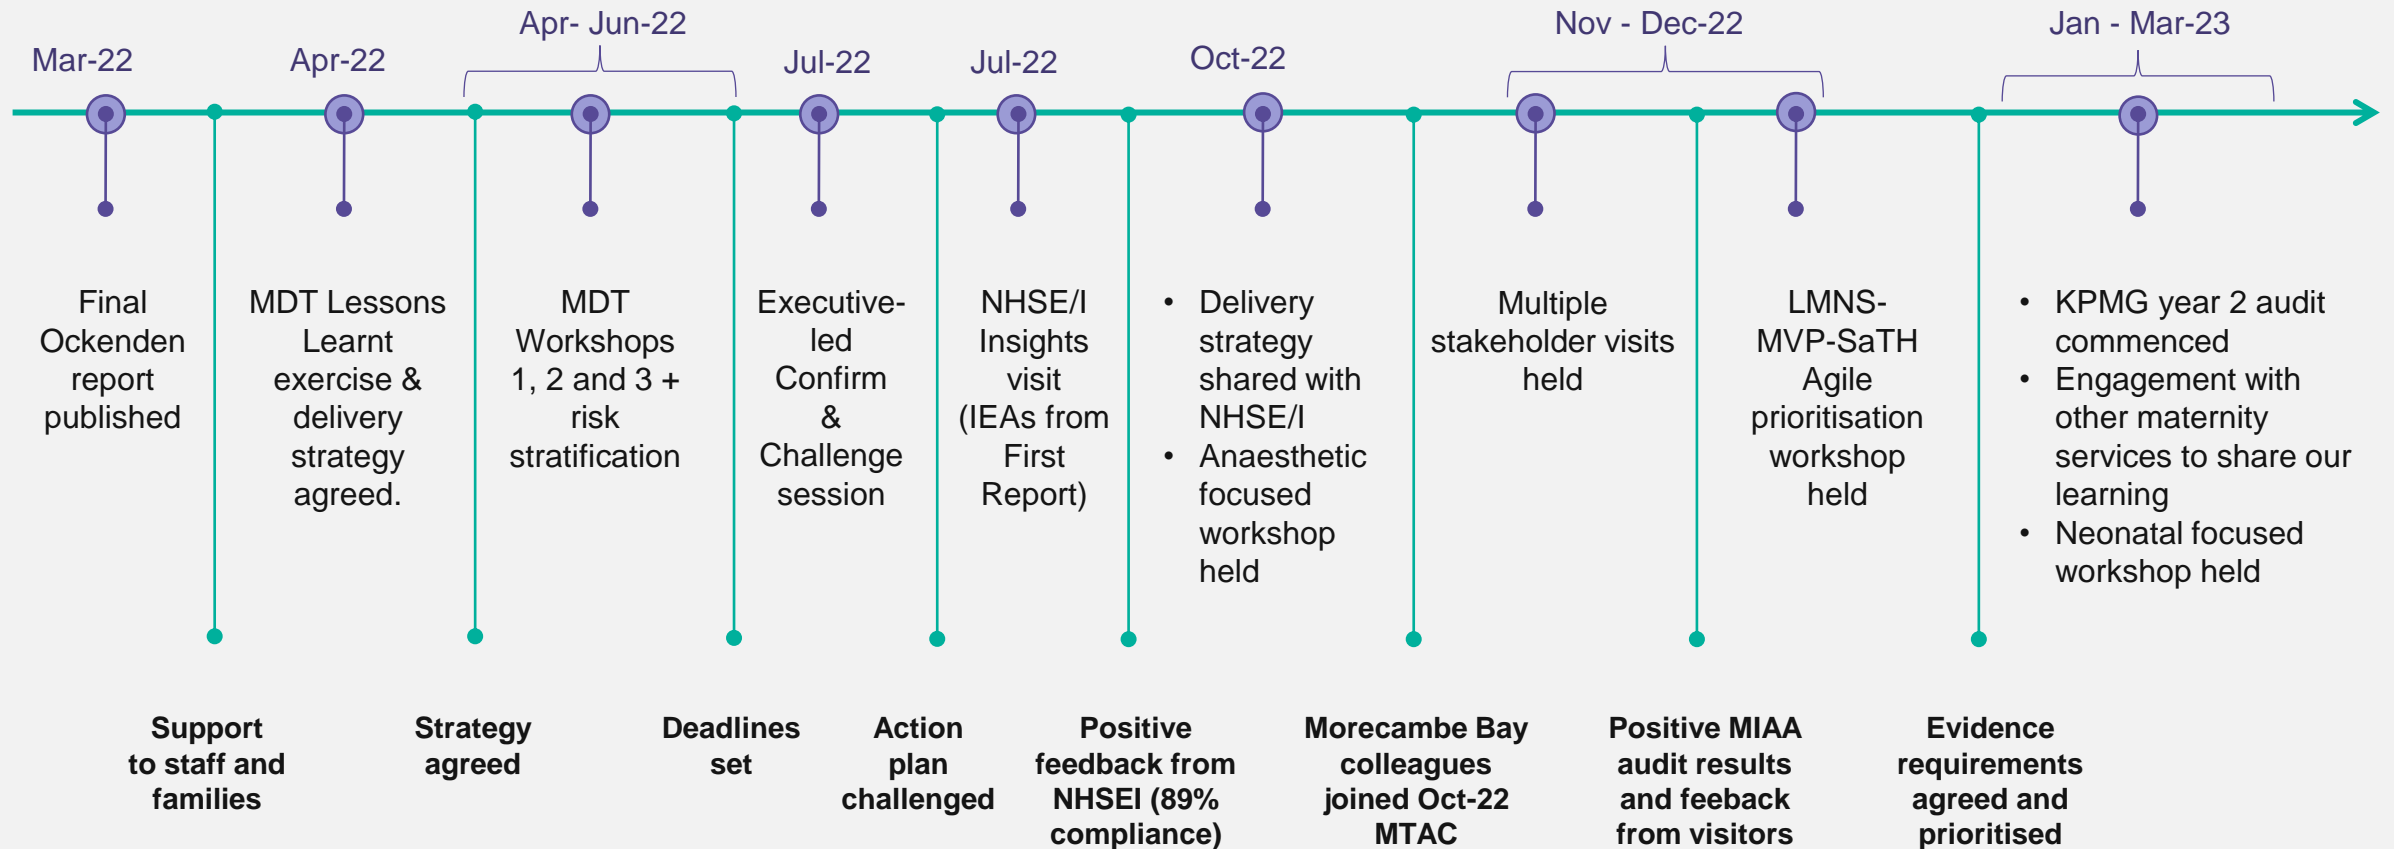 Mar-22
Apr-22
Apr- Jun-22
Jul-22
Jul-22
Oct-22
Nov - Dec-22
Jan - Mar-23
Final
Ockenden
report
published
MDT Lessons
Learnt
exercise &
delivery
strategy
agreed.
MDT
Workshops
1, 2 and 3 +
risk
stratification
Executive-
led
Confirm
&
Challenge
session
NHSE/I
Insights
visit
(IEAs from
First
Report)
• Delivery
strategy
shared with
NHSE/I
• Anaesthetic
focused
workshop
held
Multiple
stakeholder visits
held
LMNS-
MVP-SaTH
Agile
prioritisation
workshop
held
• KPMG year 2 audit
commenced
• Engagement with
other maternity
services to share our
learning
• Neonatal focused
workshop held
Support
to staff and
families
Strategy
agreed
Deadlines
set
Action
plan
challenged
Positive
feedback from
NHSEI (89%
compliance)
Morecambe Bay
colleagues
joined Oct-22
MTAC
Positive MIAA
audit results
and feeback
from visitors
Evidence
requirements
agreed and
prioritised